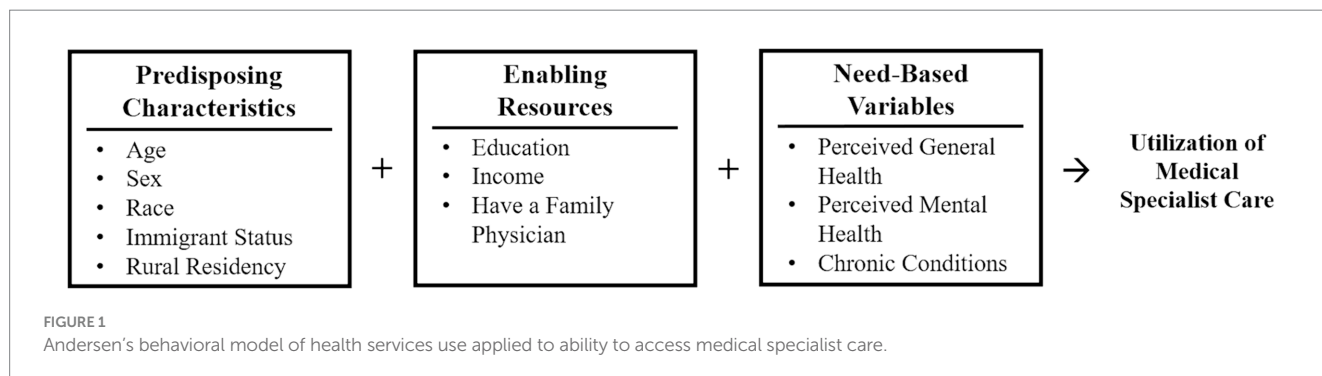 Predisposing
Characteristics
• Age
• Sex
• Race
• Immigrant Status
• Rural Residency
+
Enabling
Resources
• Education
• Income
• Have a Family
Physician
+
Need-Based
Variables
• Perceived General
Health
• Perceived Mental
Health
• Chronic Conditions
→
Utilization of
Medical
Specialist Care
FIGURE 1
Andersen’s behavioral model of health services use applied to ability to access medical specialist care.